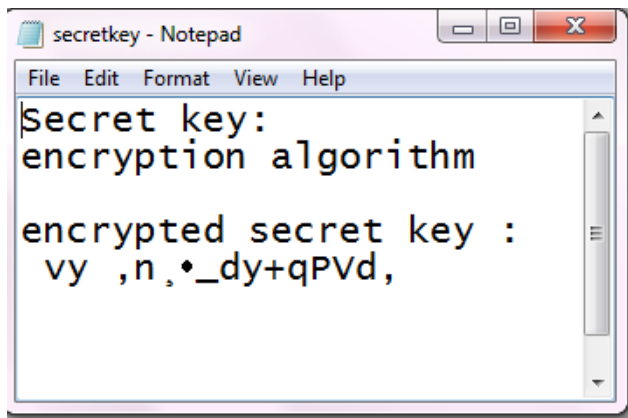 secretkey - Notepad
File Edit Format View Help
Secret key:
encryption algorithm
encrypted secret key :
vy ,n¸•_dy+qPVd,